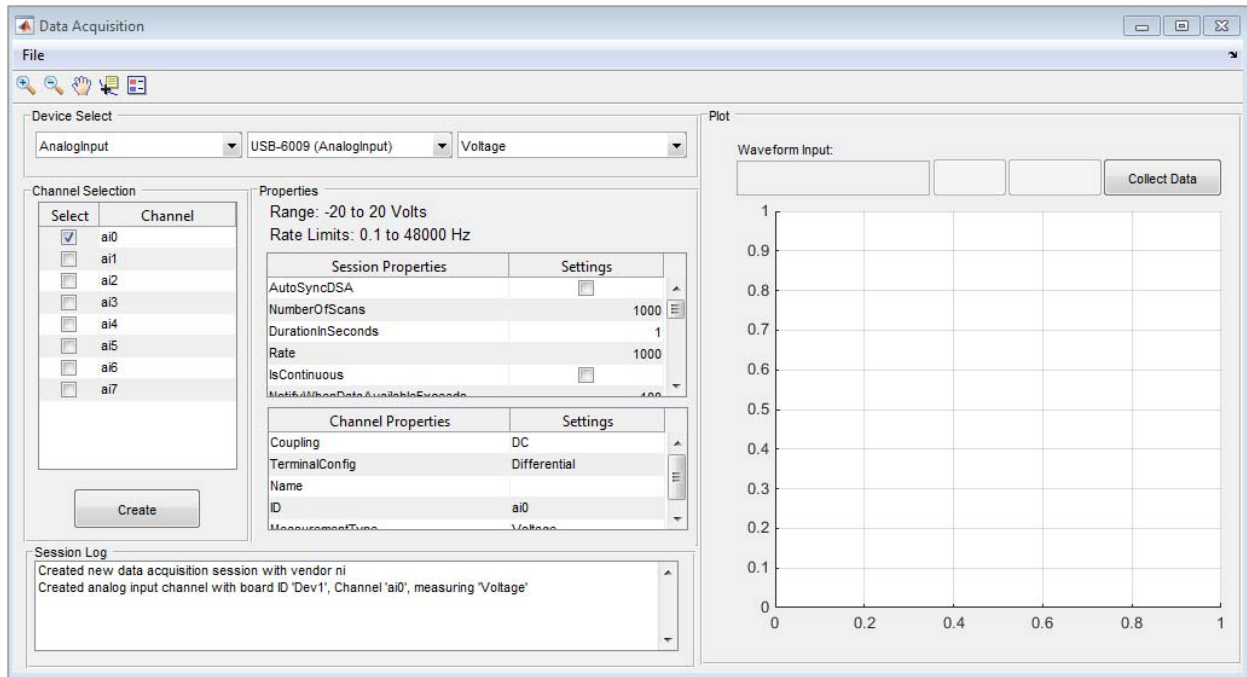 Data Acquisition
File
Device Select
AnalogInput
USB-6009 (AnalogInput)
Voltage
Channel Selection
Select Channel
ai0
ai1
ai2
ai3
ai4
ai5
ai6
ai7
Create
Properties
Range: -20 to 20 Volts
Rate Limits: 0.1 to 48000 Hz
Session Properties Settings
AutoSyncDSA
NumberOfScans 1000
DurationInSeconds 1
Rate 1000
IsContinuous
NotifyWhenDataAvailableExceeds 100
Channel Properties Settings
Coupling DC
TerminalConfig Differential
Name
ID ai0
MeasurementType Voltage
Session Log
Created new data acquisition session with vendor ni
Created analog input channel with board ID 'Dev1', Channel 'ai0', measuring 'Voltage'
Plot
Waveform Input:
Collect Data
1
0.9
0.8
0.7
0.6
0.5
0.4
0.3
0.2
0.1
0
0 0.2 0.4 0.6 0.8 1